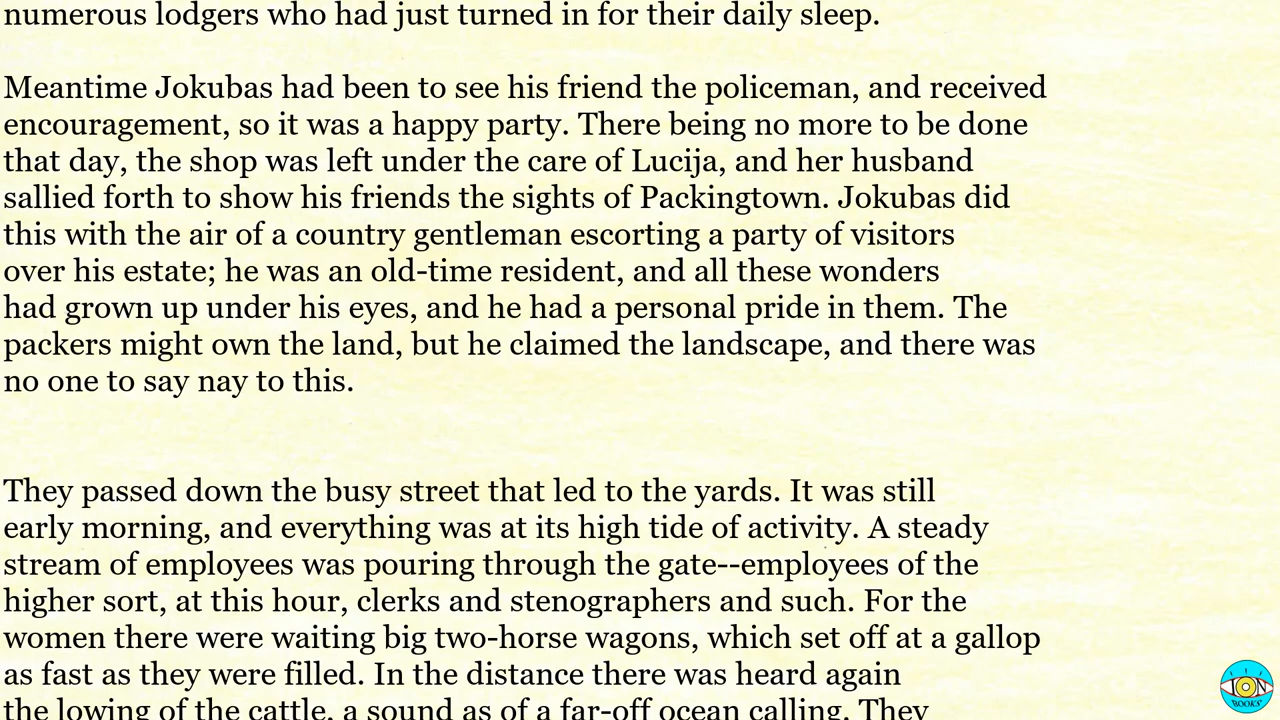 numerous lodgers who had just turned in for their daily sleep.
Meantime Jokubas had been to see his friend the policeman, and received
encouragement, so it was a happy party. There being no more to be done
that day, the shop was left under the care of Lucija, and her husband
sallied forth to show his friends the sights of Packingtown. Jokubas did
this with the air of a country gentleman escorting a party of visitors
over his estate; he was an old-time resident, and all these wonders
had grown up under his eyes, and he had a personal pride in them. The
packers might own the land, but he claimed the landscape, and there was
no one to say nay to this.
They passed down the busy street that led to the yards. It was still
early morning, and everything was at its high tide of activity. A steady
stream of employees was pouring through the gate--employees of the
higher sort, at this hour, clerks and stenographers and such. For the
women there were waiting big two-horse wagons, which set off at a gallop
as fast as they were filled. In the distance there was heard again
the lowing of the cattle, a sound as of a far-off ocean calling. They
ION
BOOKS